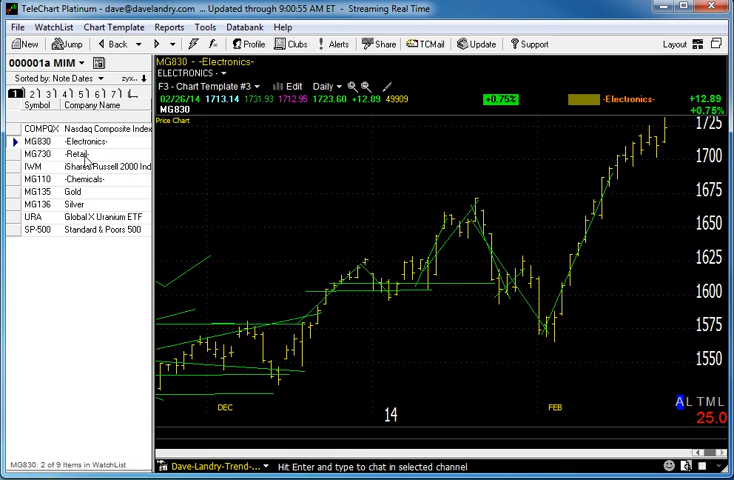 TeleChart Platinum - dave@davelandry.com ... Updated through 9:00:55 AM ET - Streaming Real Time
File WatchList Chart Template Reports Tools Databank Help
New Jump Back Profile Clubs Alerts Share TCMail Update Support Layout
000001a MIM
Sorted by: Note Dates zyx..
1 2 3 4 5 6 7
Symbol Company Name
COMPQX Nasdaq Composite Index
MG830 -Electronics-
MG730 -Retail-
IWM iShares Russell 2000 Ind
MG110 -Chemicals-
MG135 Gold
MG136 Silver
URA Global X Uranium ETF
SP-500 Standard & Poors 500
MG830: 2 of 9 Items in WatchList
MG830 - -Electronics-
ELECTRONICS -
F3 - Chart Template #3 Edit Daily
02/26/14 1713.14 1731.93 1712.95 1723.60 +12.89 49909 +0.75% -Electronics- +12.89
+0.75%
MG830
Price Chart
1725
1700
1675
1650
1625
1600
1575
1550
DEC 14 FEB
A L T M L
25.0
Dave-Landry-Trend-... Hit Enter and type to chat in selected channel